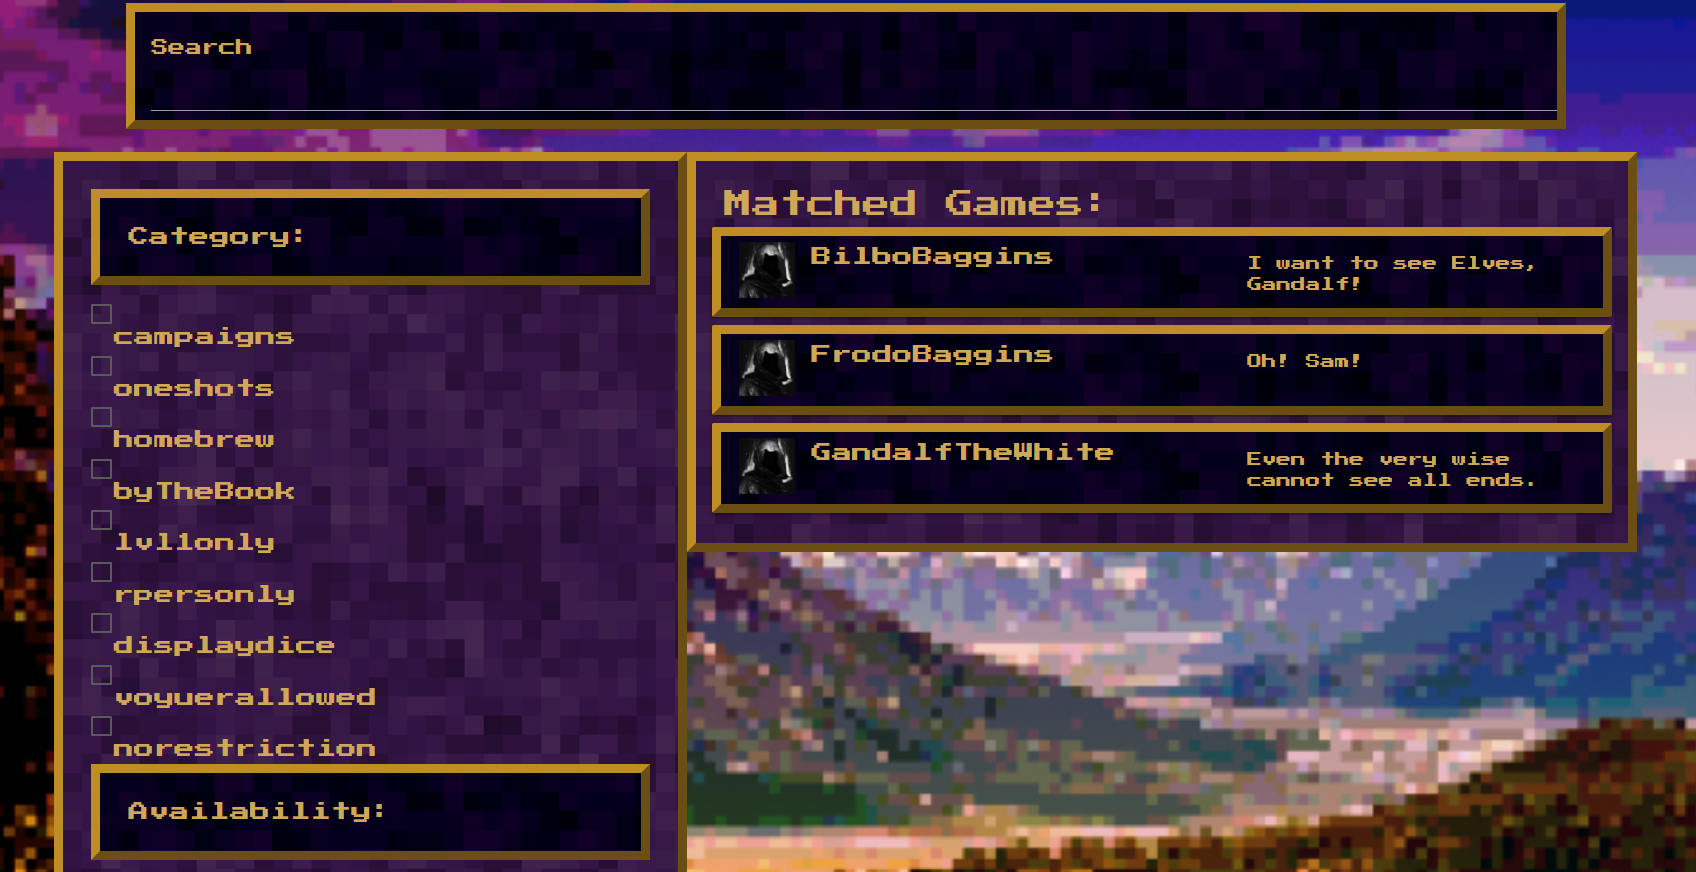 Search
Category:
campaigns
oneshots
homebrew
byTheBook
lvl1only
rpersonly
displaydice
voyuerallowed
norestriction
Availability:
Matched Games:
BilboBaggins
I want to see Elves,
Gandalf!
FrodoBaggins
Oh! Sam!
GandalfTheWhite
Even the very wise
cannot see all ends.